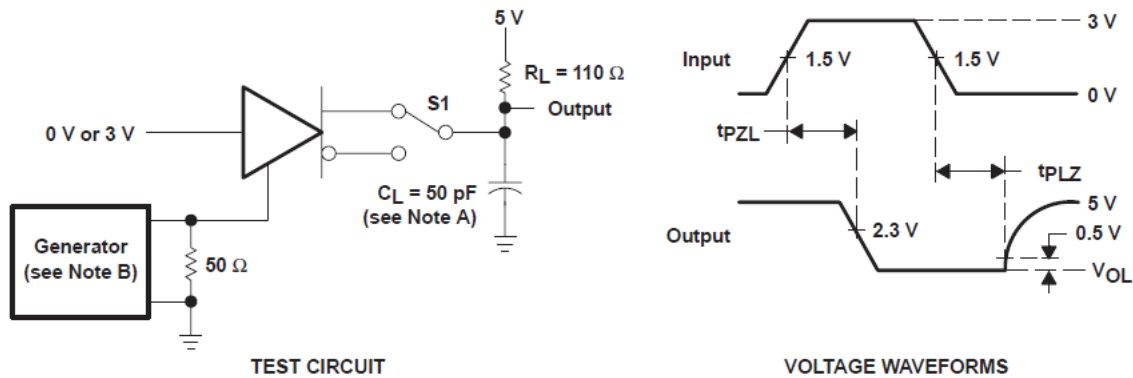 5 V
RL = 110 Ω
S1
Output
0 V or 3 V
CL = 50 pF
(see Note A)
Generator
(see Note B)
50 Ω
TEST CIRCUIT
3 V
Input
1.5 V
1.5 V
0 V
tPZL
tPLZ
5 V
Output
2.3 V
0.5 V
VOL
VOLTAGE WAVEFORMS